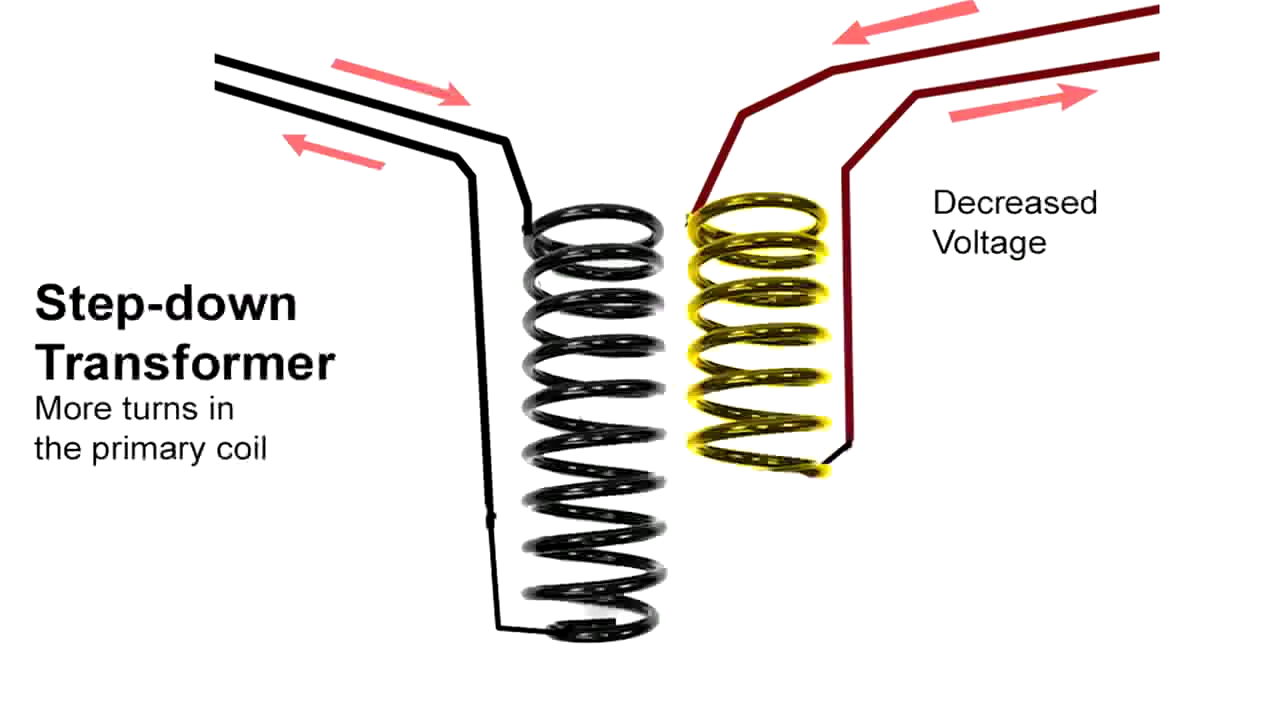 Step-down
Transformer
More turns in
the primary coil
Decreased
Voltage